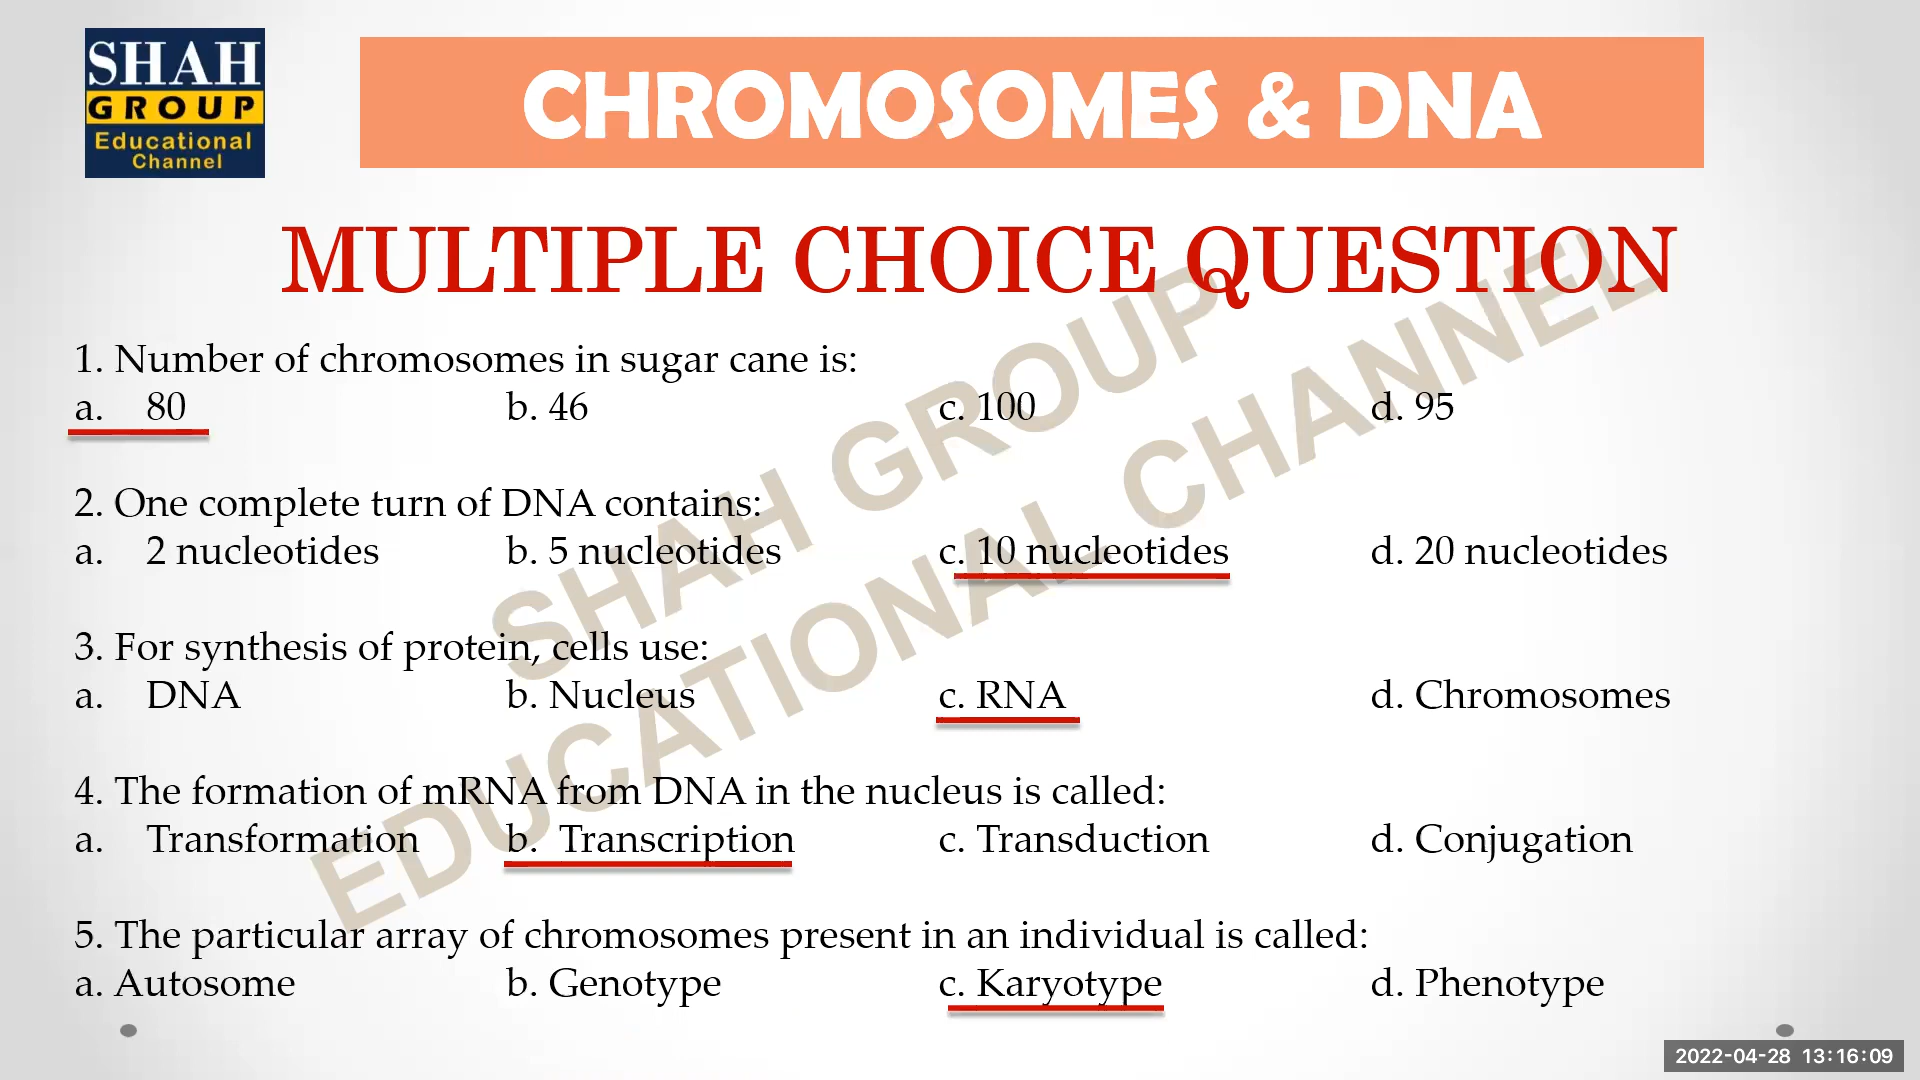 SHAH
GROUP
Educational
Channel
CHROMOSOMES & DNA
MULTIPLE CHOICE QUESTION
1. Number of chromosomes in sugar cane is:
a. 80 b. 46 c. 100 d. 95
2. One complete turn of DNA contains:
a. 2 nucleotides b. 5 nucleotides c. 10 nucleotides d. 20 nucleotides
3. For synthesis of protein, cells use:
a. DNA b. Nucleus c. RNA d. Chromosomes
4. The formation of mRNA from DNA in the nucleus is called:
a. Transformation b. Transcription c. Transduction d. Conjugation
5. The particular array of chromosomes present in an individual is called:
a. Autosome b. Genotype c. Karyotype d. Phenotype
SHAH GROUP
EDUCATIONAL CHANNEL
2022-04-28 13:16:09